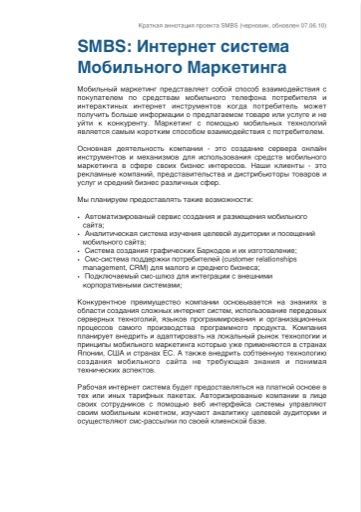 Краткая аннотация проекта SMBS (черновик, обновлен 07.06.10)
SMBS: Интернет система
Мобильного Маркетинга
Мобильный маркетинг представляет собой способ взаимодействия с
покупателем по средствам мобильного телефона потребителя и
интерактивных интернет инструментов когда потребитель может
получить больше информации о предлагаемом товаре или услуге и не
уйти к конкуренту. Маркетинг с помощью мобильных технологий
является самым коротким способом взаимодействия с потребителем.
Основная деятельность компании - это создание сервера онлайн
инструментов и механизмов для использования средств мобильного
маркетинга в сфере своих бизнес интересов. Наши клиенты - это
рекламные компаний, представительства и дистрибьюторы товаров и
услуг и средний бизнес различных сфер.
Мы планируем предоставлять такие возможности:
• Автоматизированый сервис создания и размещения мобильного
сайта;
• Аналитическая система изучения целевой аудитории и посещений
мобильного сайта;
• Система создания графических Баркодов и их изготовление;
• Смс-система поддержки потребителей (customer relationships
management, CRM) для малого и среднего бизнеса;
• Подключаемый смс-шлюз для интеграции с внешними
корпоративными системами;
Конкурентное преимущество компании основывается на знаниях в
области создания сложных интернет систем, использования передовых
серверных технологий, языков программирования и организационных
процессов самого производства программного продукта. Компания
планирует внедрить и адаптировать на локальный рынок технологии и
принципы мобильного маркетинга которые уже применяются в странах
Японии, США и странах ЕС. А также внедрить собственную технологию
создания мобильного сайта не требующая знания и понимая
технических аспектов.
Рабочая интернет система будет предоставляться на платной основе в
тех или иных тарифных пакетах. Авторизированые компании в лице
своих сотрудников с помощью веб интерфейса системы управляют
своим мобильным контентом, изучают аналитику целевой аудитории и
осуществляют смс-рассылки по своей клиенской базе.